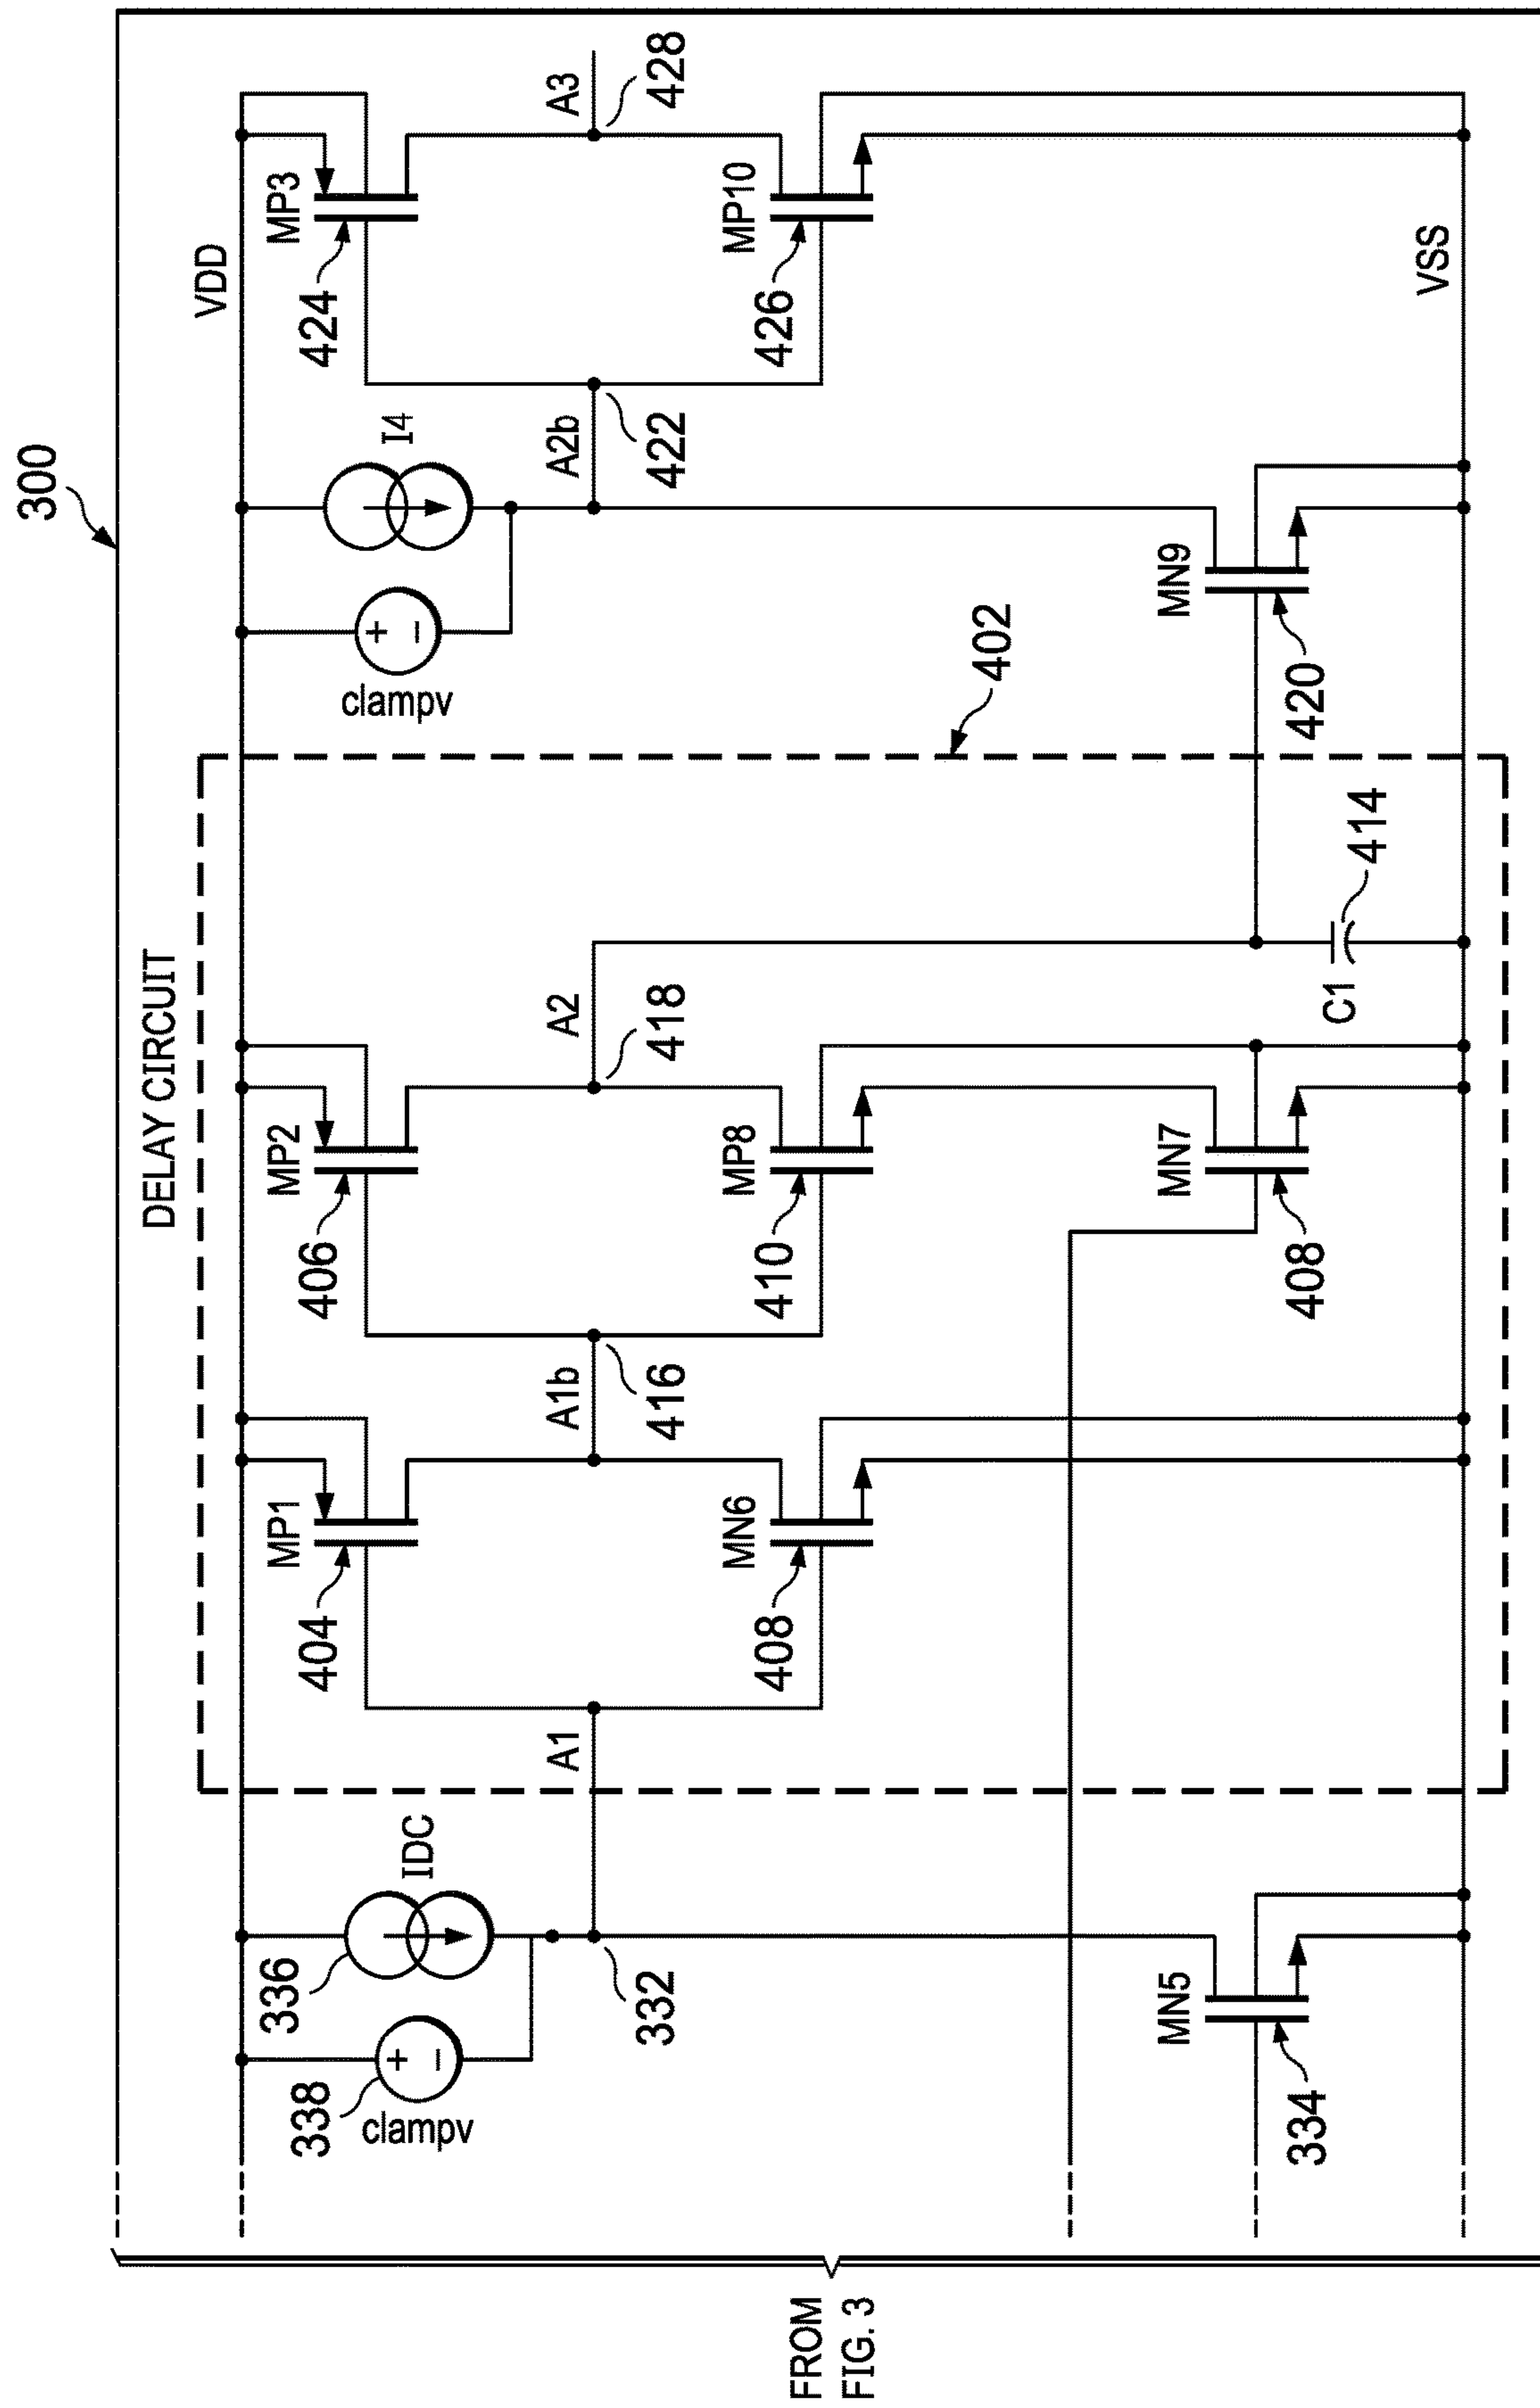 300
DELAY CIRCUIT
402
VDD
VSS
FROM
FIG. 3
338
clampv
+ −
336
IDC
332
A1
334
MN5
404
MP1
408
MN6
A1b
416
406
MP2
410
MP8
408
MN7
A2
418
C1
414
clampv
+ −
I4
420
MN9
A2b
422
424
MP3
426
MP10
A3
428